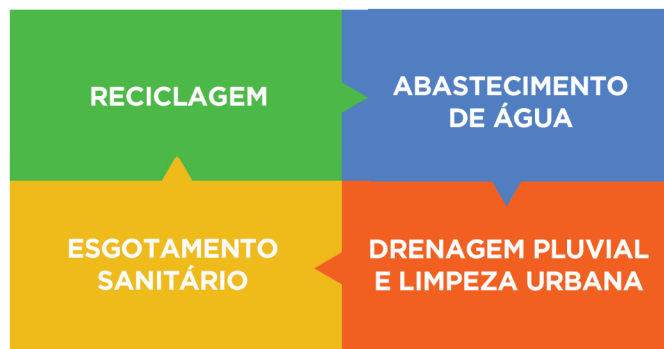 RECICLAGEM
ABASTECIMENTO
DE ÁGUA
ESGOTAMENTO
SANITÁRIO
DRENAGEM PLUVIAL
E LIMPEZA URBANA